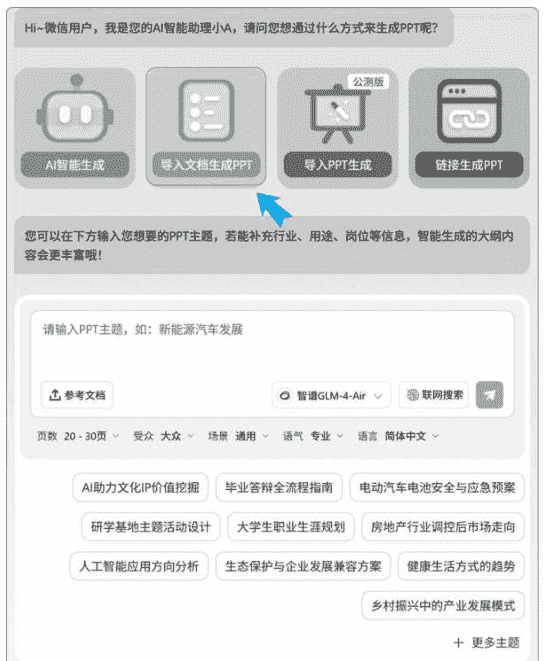 Hi~微信用户，我是您的AI智能助理小A，请问您想通过什么方式来生成PPT呢？
公测版
AI智能生成 导入文档生成PPT 导入PPT生成 链接生成PPT
您可以在下方输入您想要的PPT主题，若能补充行业、用途、岗位等信息，智能生成的大纲内
容会更丰富哦！
请输入PPT主题，如：新能源汽车发展
参考文档 智谱GLM-4-Air 联网搜索
页数 20 - 30页 受众 大众 场景 通用 语气 专业 语言 简体中文
AI助力文化IP价值挖掘 毕业答辩全流程指南 电动汽车电池安全与应急预案
研学基地主题活动设计 大学生职业生涯规划 房地产行业调控后市场走向
人工智能应用方向分析 生态保护与企业发展兼容方案 健康生活方式的趋势
乡村振兴中的产业发展模式
+ 更多主题